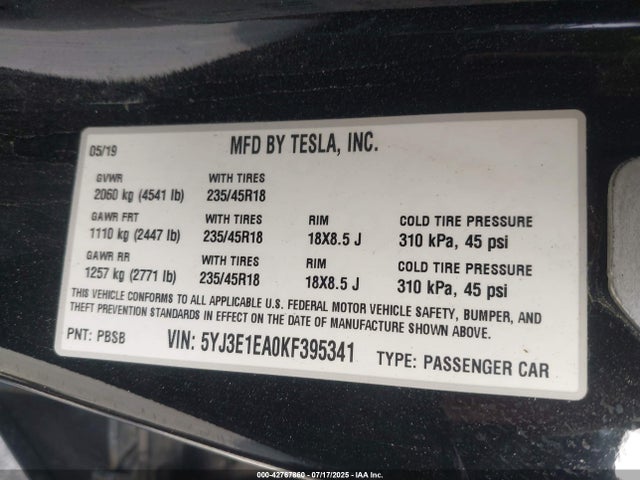 05/19 MFD BY TESLA, INC.
GVWR WITH TIRES
2060 kg (4541 lb) 235/45R18
GAWR FRT WITH TIRES RIM COLD TIRE PRESSURE
1110 kg (2447 lb) 235/45R18 18X8.5 J 310 kPa, 45 psi
GAWR RR WITH TIRES RIM COLD TIRE PRESSURE
1257 kg (2771 lb) 235/45R18 18X8.5 J 310 kPa, 45 psi
THIS VEHICLE CONFORMS TO ALL APPLICABLE U.S. FEDERAL MOTOR VEHICLE SAFETY, BUMPER, AND
THEFT PREVENTION STANDARDS IN EFFECT ON THE DATE OF MANUFACTURE SHOWN ABOVE.
PNT: PBSB VIN: 5YJ3E1EA0KF395341 TYPE: PASSENGER CAR
000-42767860 - 07/17/2025 - IAA Inc.